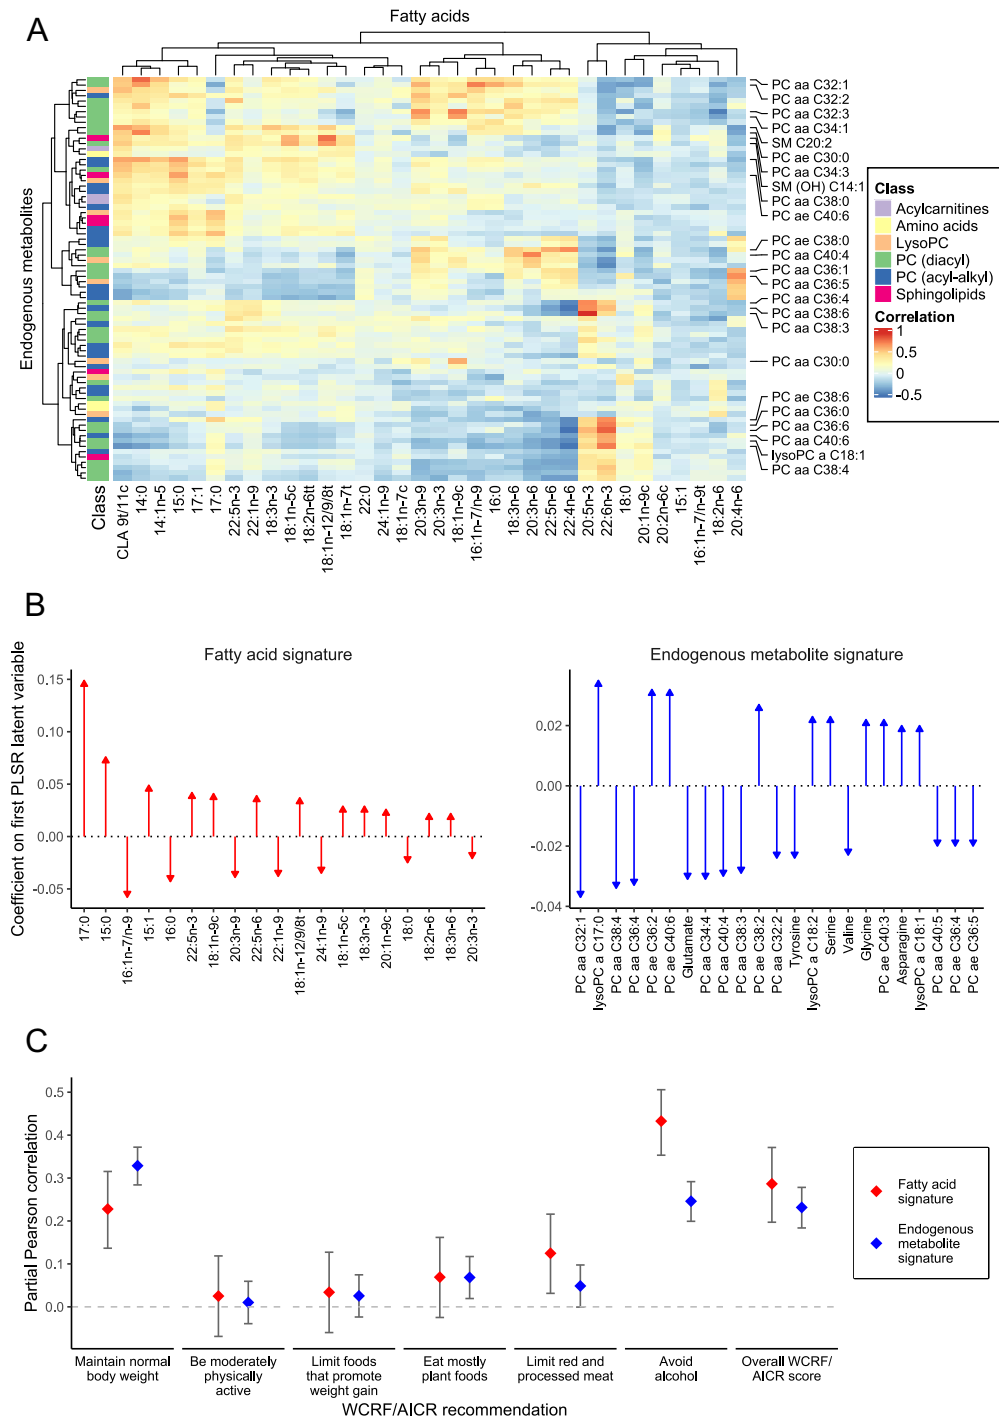 A
Fatty acids
Endogenous metabolites
PC aa C32:1
PC aa C32:2
PC aa C32:3
PC aa C34:1
SM C20:2
PC ae C30:0
PC aa C34:3
SM (OH) C14:1
PC aa C38:0
PC ae C40:6
PC ae C38:0
PC aa C40:4
PC aa C36:1
PC aa C36:5
PC aa C36:4
PC aa C38:6
PC aa C38:3
PC aa C30:0
PC ae C38:6
PC aa C36:0
PC aa C36:6
PC aa C40:6
lysoPC a C18:1
PC aa C38:4
Class
Acylcarnitines
Amino acids
LysoPC
PC (diacyl)
PC (acyl-alkyl)
Sphingolipids
Correlation
1
0.5
0
-0.5
Class
CLA 9t/11c
14:0
14:1n-5
15:0
17:1
17:0
22:5n-3
22:1n-9
18:3n-3
18:1n-5c
18:2n-6tt
18:1n-12/9/8t
18:1n-7t
22:0
24:1n-9
18:1n-7c
20:3n-9
20:3n-3
18:1n-9c
16:1n-7/n-9
16:0
18:3n-6
20:3n-6
22:5n-6
22:4n-6
20:5n-3
22:6n-3
18:0
20:1n-9c
20:2n-6c
15:1
16:1n-7/n-9t
18:2n-6
20:4n-6
B
Fatty acid signature
Coefficient on first PLSR latent variable
0.15
0.10
0.05
0.00
-0.05
17:0
15:0
16:1n-7/n-9
15:1
16:0
22:5n-3
18:1n-9c
20:3n-9
22:5n-6
22:1n-9
18:1n-12/9/8t
24:1n-9
18:1n-5c
18:3n-3
20:1n-9c
18:0
18:2n-6
18:3n-6
20:3n-3
Endogenous metabolite signature
0.02
0.00
-0.02
-0.04
PC aa C32:1
lysoPC a C17:0
PC aa C38:4
PC aa C36:4
PC ae C36:2
PC ae C40:6
Glutamate
PC aa C34:4
PC aa C40:4
PC aa C38:3
PC ae C38:2
PC aa C32:2
Tyrosine
lysoPC a C18:2
Serine
Valine
Glycine
PC ae C40:3
Asparagine
lysoPC a C18:1
PC aa C40:5
PC ae C36:4
PC ae C36:5
C
Partial Pearson correlation
0.5
0.4
0.3
0.2
0.1
0.0
Maintain normal
body weight
Be moderately
physically
active
Limit foods
that promote
weight gain
Eat mostly
plant foods
Limit red and
processed meat
Avoid
alcohol
Overall WCRF/
AICR score
WCRF/AICR recommendation
Fatty acid
signature
Endogenous
metabolite
signature